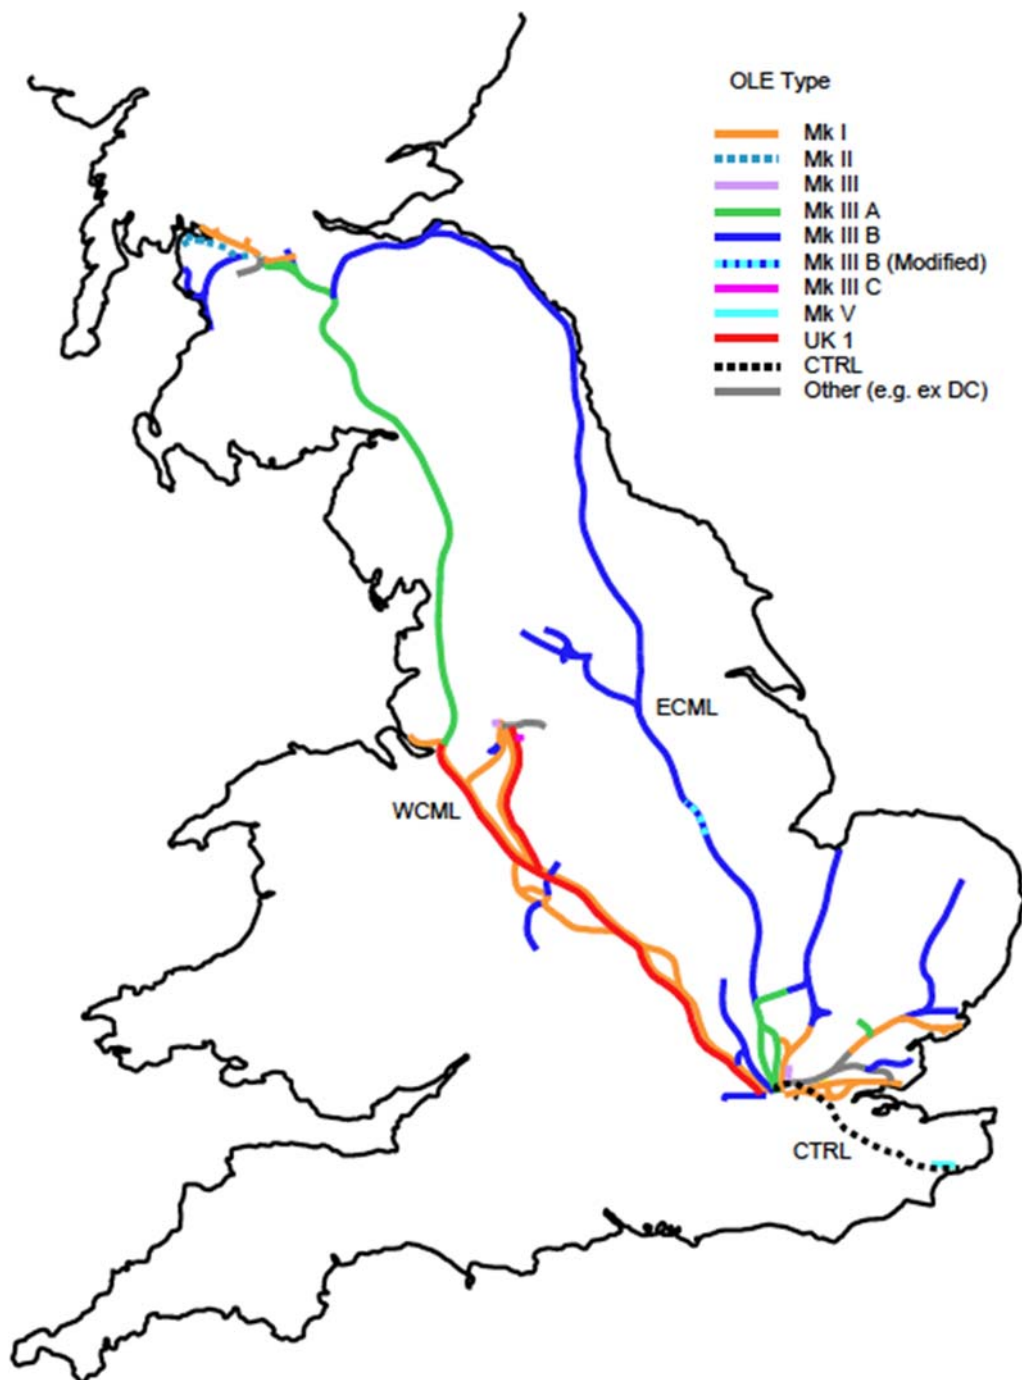 OLE Type
Mk I
Mk II
Mk III
Mk III A
Mk III B
Mk III B (Modified)
Mk III C
Mk V
UK 1
CTRL
Other (e.g. ex DC)
ECML
WCML
CTRL